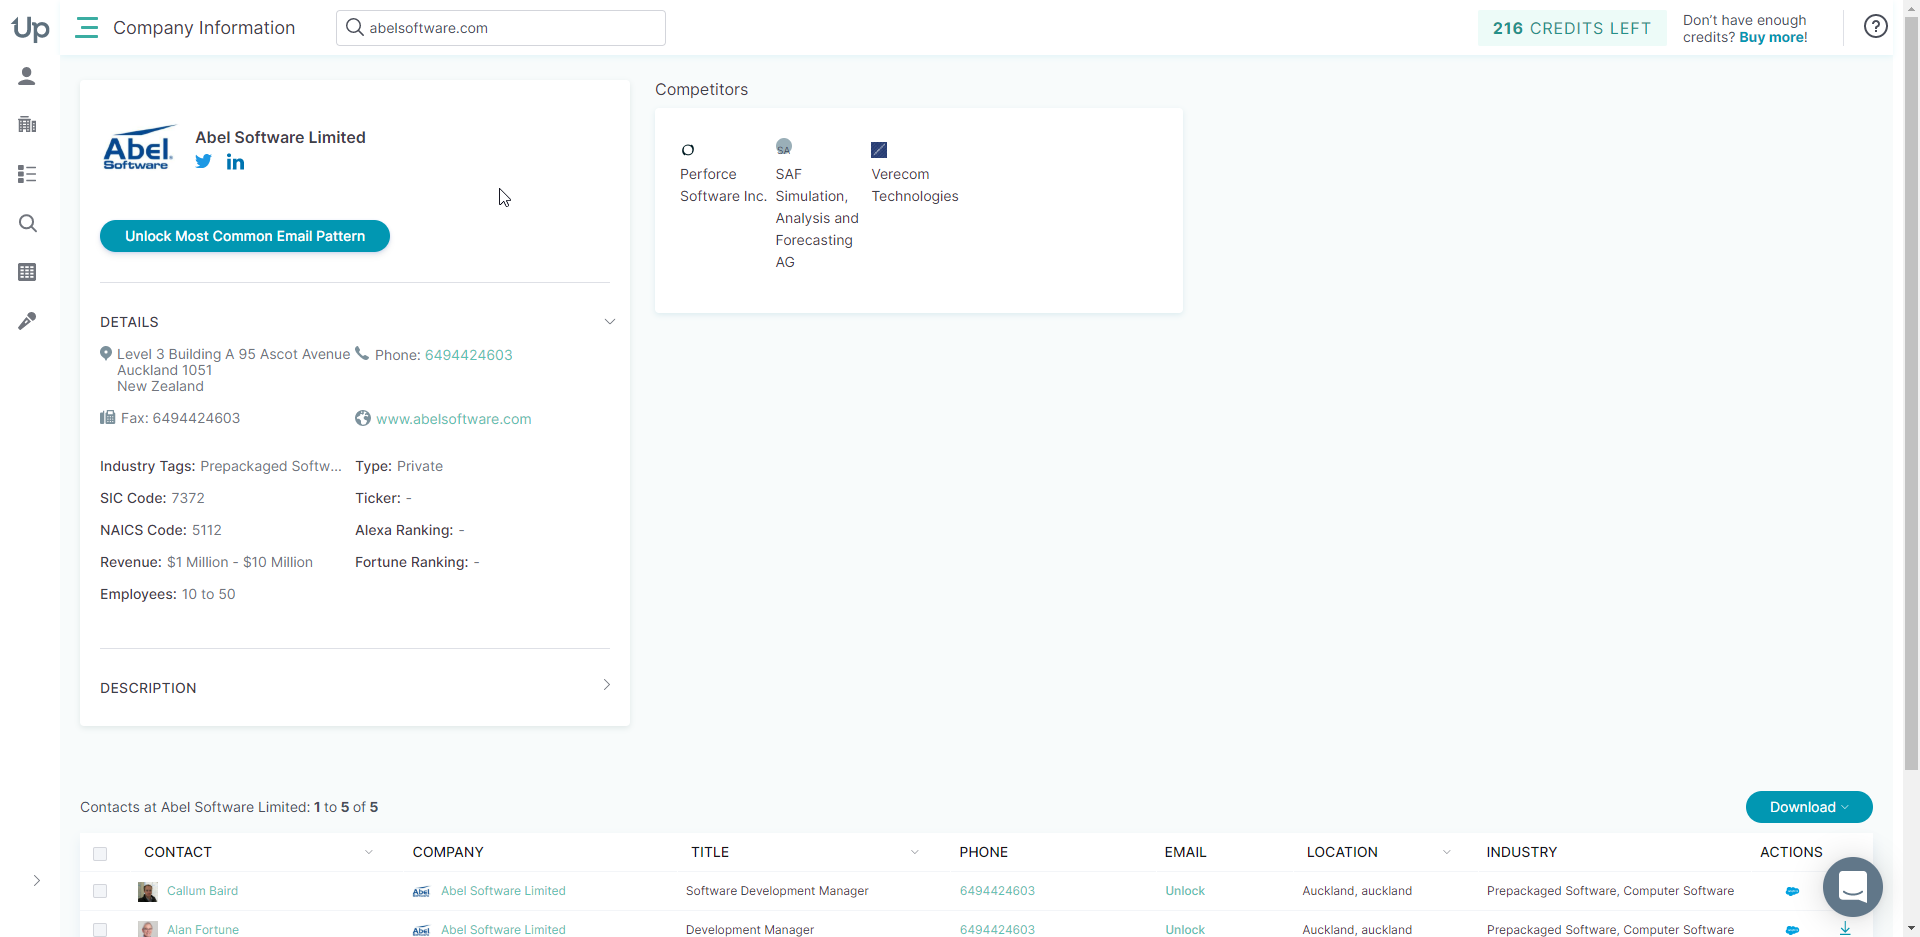 Up
Company Information
abelsoftware.com
216 CREDITS LEFT
Don't have enough
credits? Buy more!
?
Abel
Software
Abel Software Limited
Unlock Most Common Email Pattern
DETAILS
Level 3 Building A 95 Ascot Avenue
Auckland 1051
New Zealand
Phone: 6494424603
Fax: 6494424603
www.abelsoftware.com
Industry Tags: Prepackaged Softw...
Type: Private
SIC Code: 7372
Ticker: -
NAICS Code: 5112
Alexa Ranking: -
Revenue: $1 Million - $10 Million
Fortune Ranking: -
Employees: 10 to 50
DESCRIPTION
Competitors
Perforce
Software Inc.
SA
SAF
Simulation,
Analysis and
Forecasting
AG
Verecom
Technologies
Contacts at Abel Software Limited: 1 to 5 of 5
Download
CONTACT COMPANY TITLE PHONE EMAIL LOCATION INDUSTRY ACTIONS
Callum Baird Abel Abel Software Limited Software Development Manager 6494424603 Unlock Auckland, auckland Prepackaged Software, Computer Software
Alan Fortune Abel Abel Software Limited Development Manager 6494424603 Unlock Auckland, auckland Prepackaged Software, Computer Software